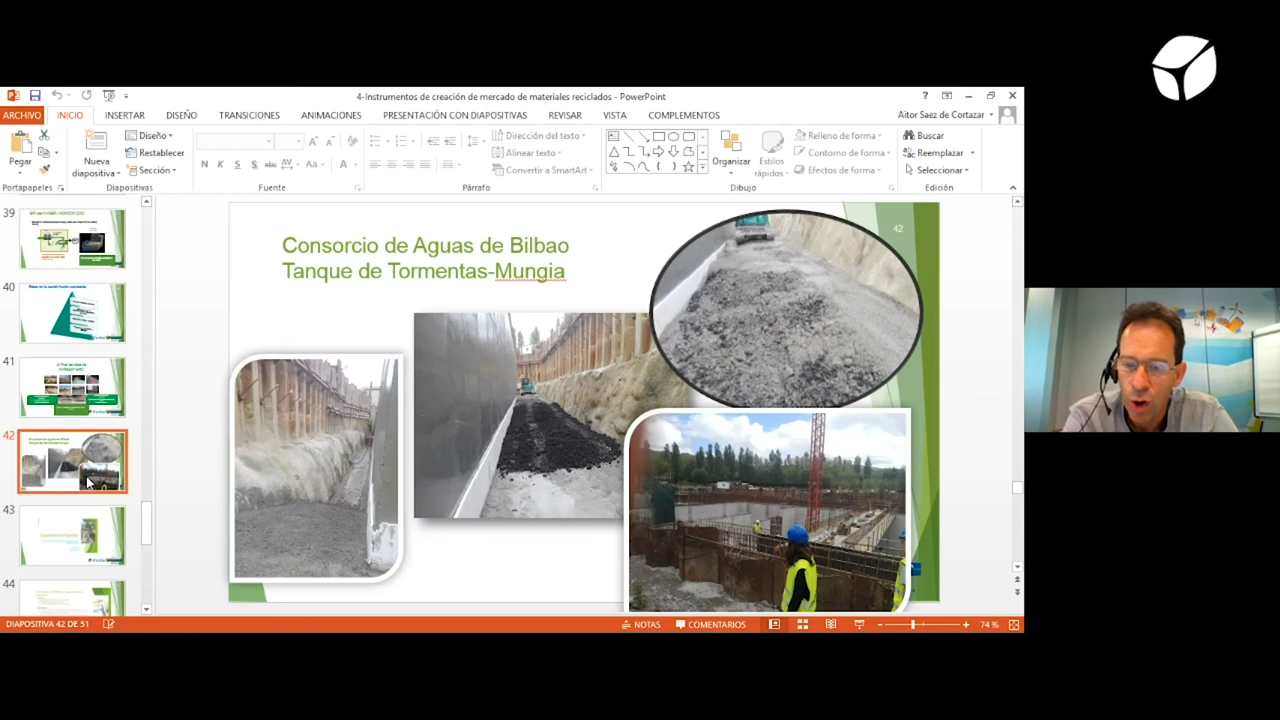 4-Instrumentos de creación de mercado de materiales reciclados - PowerPoint
ARCHIVO INICIO INSERTAR DISEÑO TRANSICIONES ANIMACIONES PRESENTACIÓN CON DIAPOSITIVAS REVISAR VISTA COMPLEMENTOS
Aitor Saez de Cortazar
Pegar
Portapapeles
Nueva
diapositiva
Diseño
Restablecer
Sección
Diapositivas
N K S S abc AV Aa A
Fuente
Párrafo
Dirección del texto
Alinear texto
Convertir a SmartArt
Organizar
Estilos
rápidos
Relleno de forma
Contorno de forma
Efectos de forma
Dibujo
Buscar
Reemplazar
Seleccionar
Edición
39
40
41
42
43
44
42
Consorcio de Aguas de Bilbao
Tanque de Tormentas-Mungia
DIAPOSITIVA 42 DE 51
NOTAS
COMENTARIOS
74 %